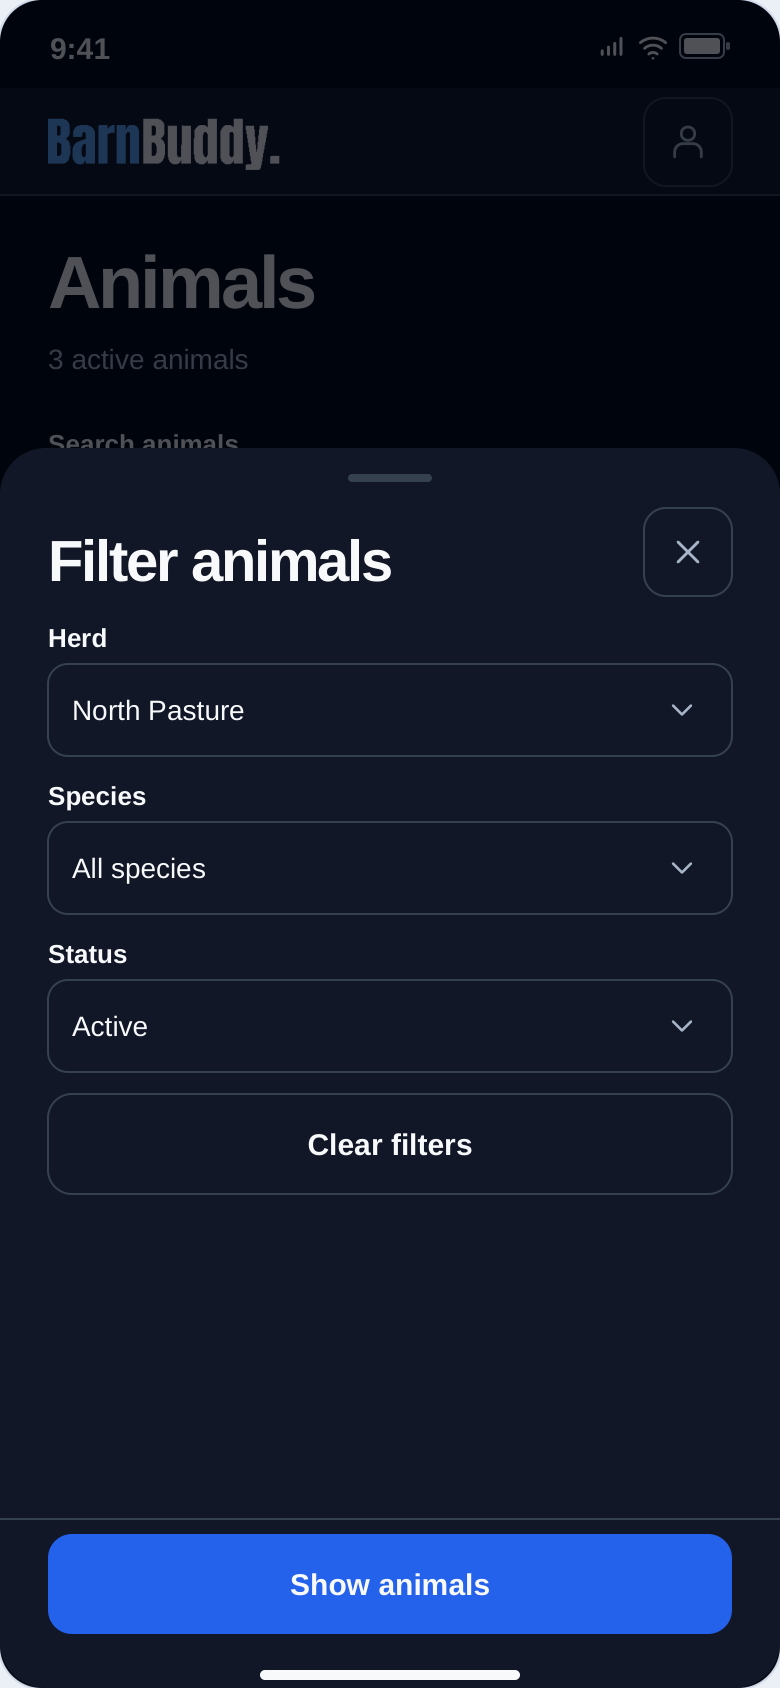 9:41
BarnBuddy.
Animals
3 active animals
Search animals
Filter animals
Herd
North Pasture
Species
All species
Status
Active
Clear filters
Show animals